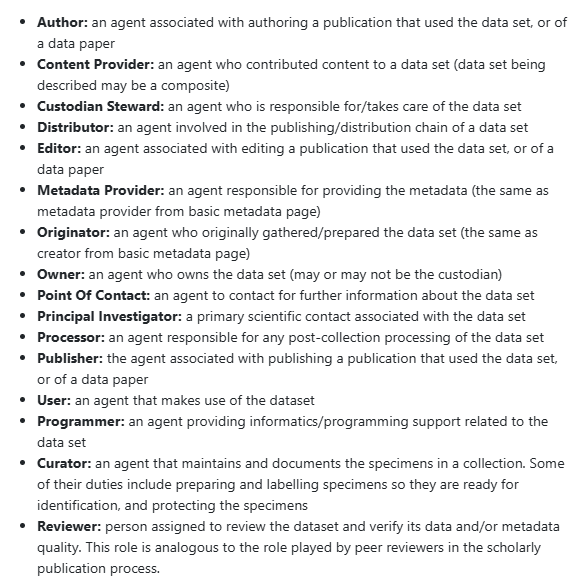 • Author: an agent associated with authoring a publication that used the data set, or of
a data paper
• Content Provider: an agent who contributed content to a data set (data set being
described may be a composite)
• Custodian Steward: an agent who is responsible for/takes care of the data set
• Distributor: an agent involved in the publishing/distribution chain of a data set
• Editor: an agent associated with editing a publication that used the data set, or of a
data paper
• Metadata Provider: an agent responsible for providing the metadata (the same as
metadata provider from basic metadata page)
• Originator: an agent who originally gathered/prepared the data set (the same as
creator from basic metadata page)
• Owner: an agent who owns the data set (may or may not be the custodian)
• Point Of Contact: an agent to contact for further information about the data set
• Principal Investigator: a primary scientific contact associated with the data set
• Processor: an agent responsible for any post-collection processing of the data set
• Publisher: the agent associated with publishing a publication that used the data set,
or of a data paper
• User: an agent that makes use of the dataset
• Programmer: an agent providing informatics/programming support related to the
data set
• Curator: an agent that maintains and documents the specimens in a collection. Some
of their duties include preparing and labelling specimens so they are ready for
identification, and protecting the specimens
• Reviewer: person assigned to review the dataset and verify its data and/or metadata
quality. This role is analogous to the role played by peer reviewers in the scholarly
publication process.